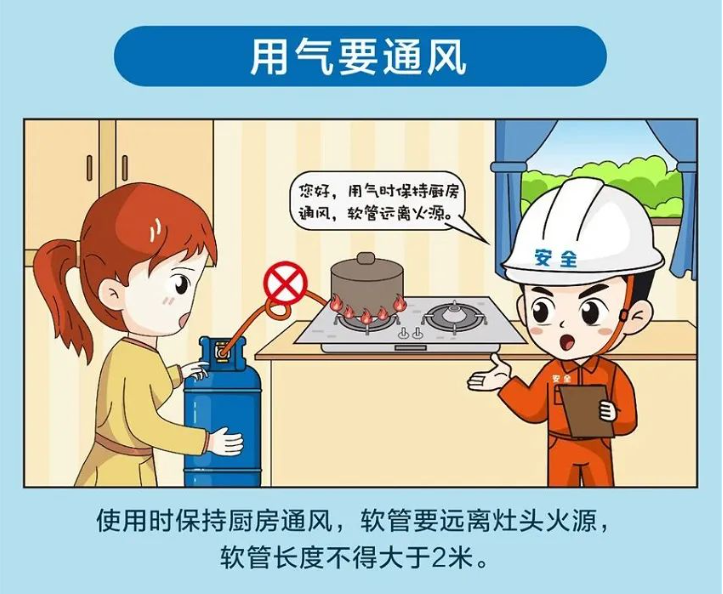 用气要通风
您好，用气时保持厨房
通风，软管远离火源。
安全
安全
使用时保持厨房通风，软管要远离灶头火源，
软管长度不得大于2米。